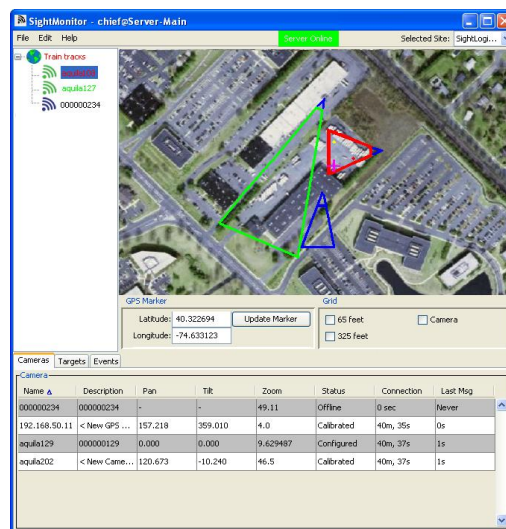 SightMonitor - chief@Server-Main
File Edit Help Server Online Selected Site: SightLogi...
Train tracks
aquila127
000000234
GPS Marker
Latitude: 40.322694 Update Marker
Longitude: -74.633123
Grid
65 feet Camera
325 feet
Cameras Targets Events
Camera
Name Description Pan Tilt Zoom Status Connection Last Msg
000000234 000000234 - - 49.11 Offline 0 sec Never
192.168.50.11 < New GPS ... 157.218 359.010 4.0 Calibrated 40m, 35s 0s
aquila129 000000129 0.000 0.000 9.629487 Configured 40m, 37s 1s
aquila202 < New Came... 120.673 -10.240 46.5 Calibrated 40m, 37s 1s